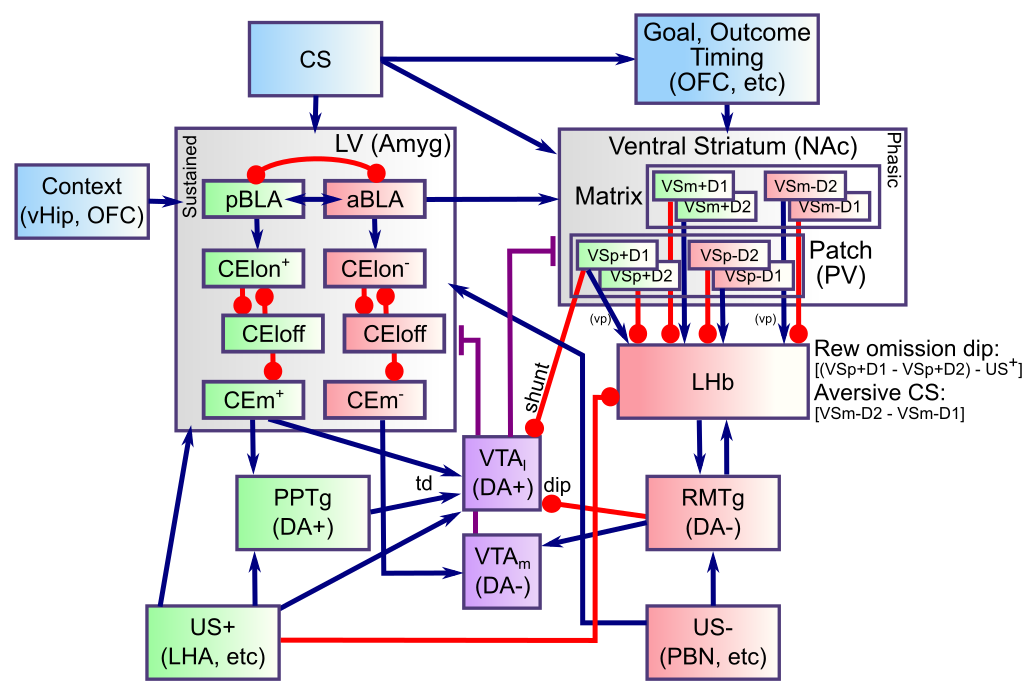 CS
Goal, Outcome
Timing
(OFC, etc)
Sustained
LV (Amyg)
Ventral Striatum (NAc)
Phasic
Context
(vHip, OFC)
pBLA
aBLA
Matrix
VSm+D1
VSm+D2
VSm-D2
VSm-D1
CElon⁺
CElon⁻
VSp+D1
VSp+D2
VSp-D2
VSp-D1
Patch
(PV)
CEloff
CEloff
(vp)
(vp)
CEm⁺
CEm⁻
shunt
LHb
Rew omission dip:
[(VSp+D1 - VSp+D2) - US⁺]
Aversive CS:
[VSm-D2 - VSm-D1]
PPTg
(DA+)
td
VTAₗ
(DA+)
dip
RMTg
(DA-)
VTAₘ
(DA-)
US+
(LHA, etc)
US-
(PBN, etc)